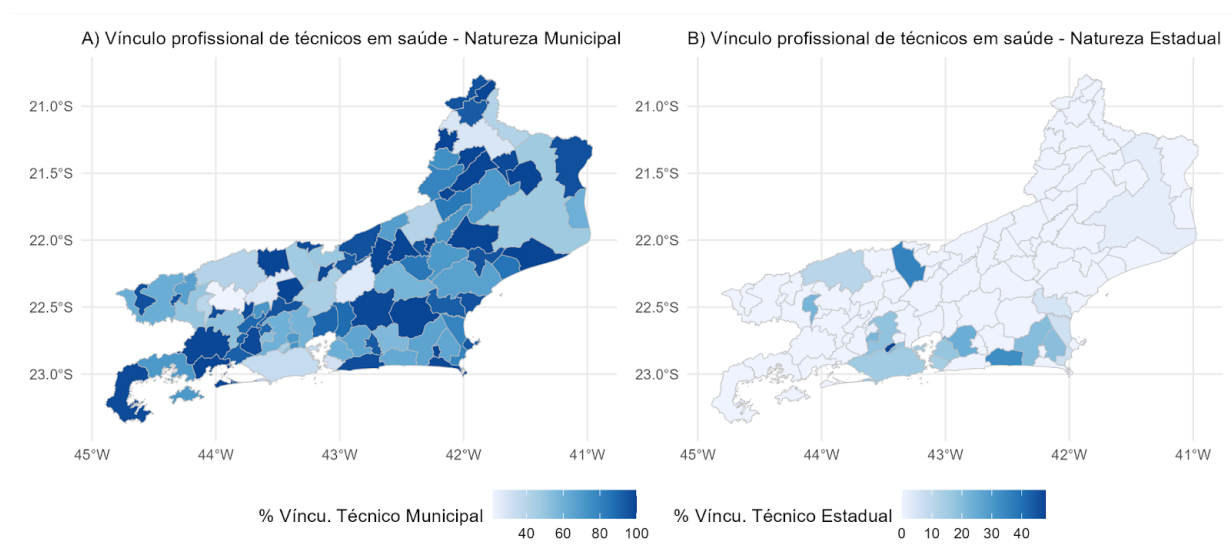 A) Vínculo profissional de técnicos em saúde - Natureza Municipal
21.0°S
21.5°S
22.0°S
22.5°S
23.0°S
45°W 44°W 43°W 42°W 41°W
% Víncu. Técnico Municipal
40 60 80 100
B) Vínculo profissional de técnicos em saúde - Natureza Estadual
21.0°S
21.5°S
22.0°S
22.5°S
23.0°S
45°W 44°W 43°W 42°W 41°W
% Víncu. Técnico Estadual
0 10 20 30 40